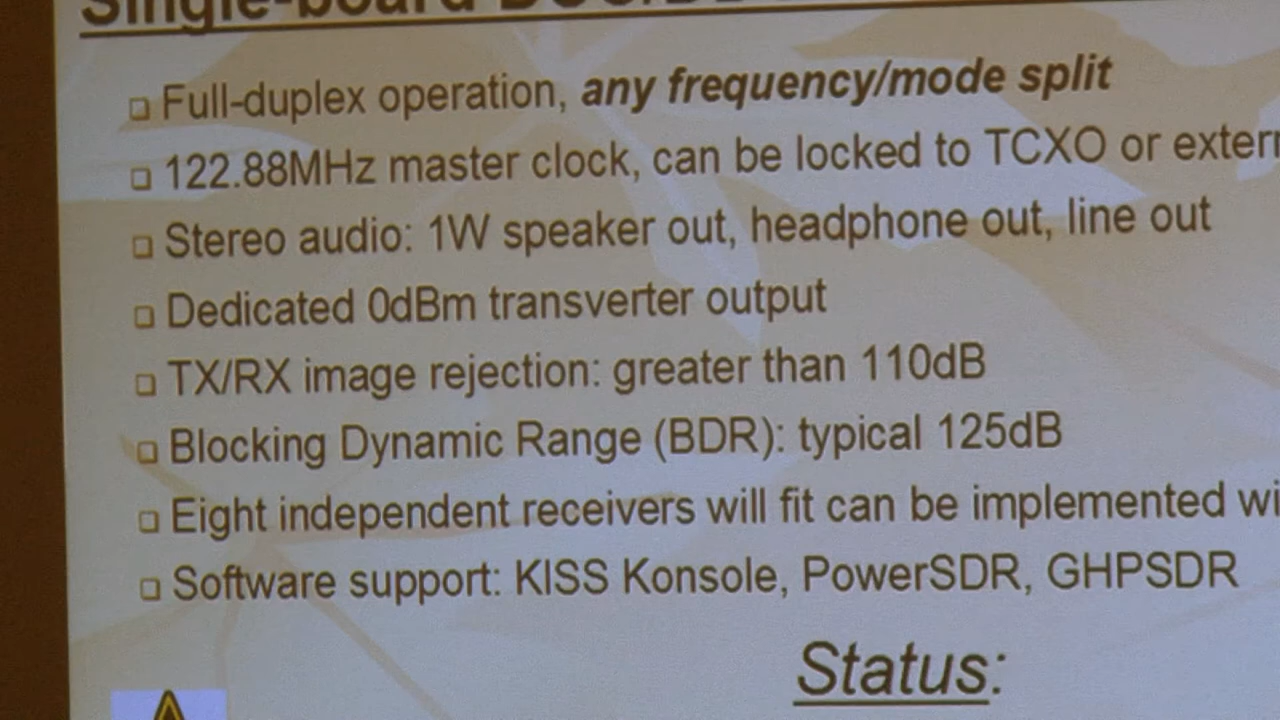 Single-board
Full-duplex operation, any frequency/mode split
122.88MHz master clock, can be locked to TCXO or extern
Stereo audio: 1W speaker out, headphone out, line out
Dedicated 0dBm transverter output
TX/RX image rejection: greater than 110dB
Blocking Dynamic Range (BDR): typical 125dB
Eight independent receivers will fit can be implemented wi
Software support: KISS Konsole, PowerSDR, GHPSDR
Status: